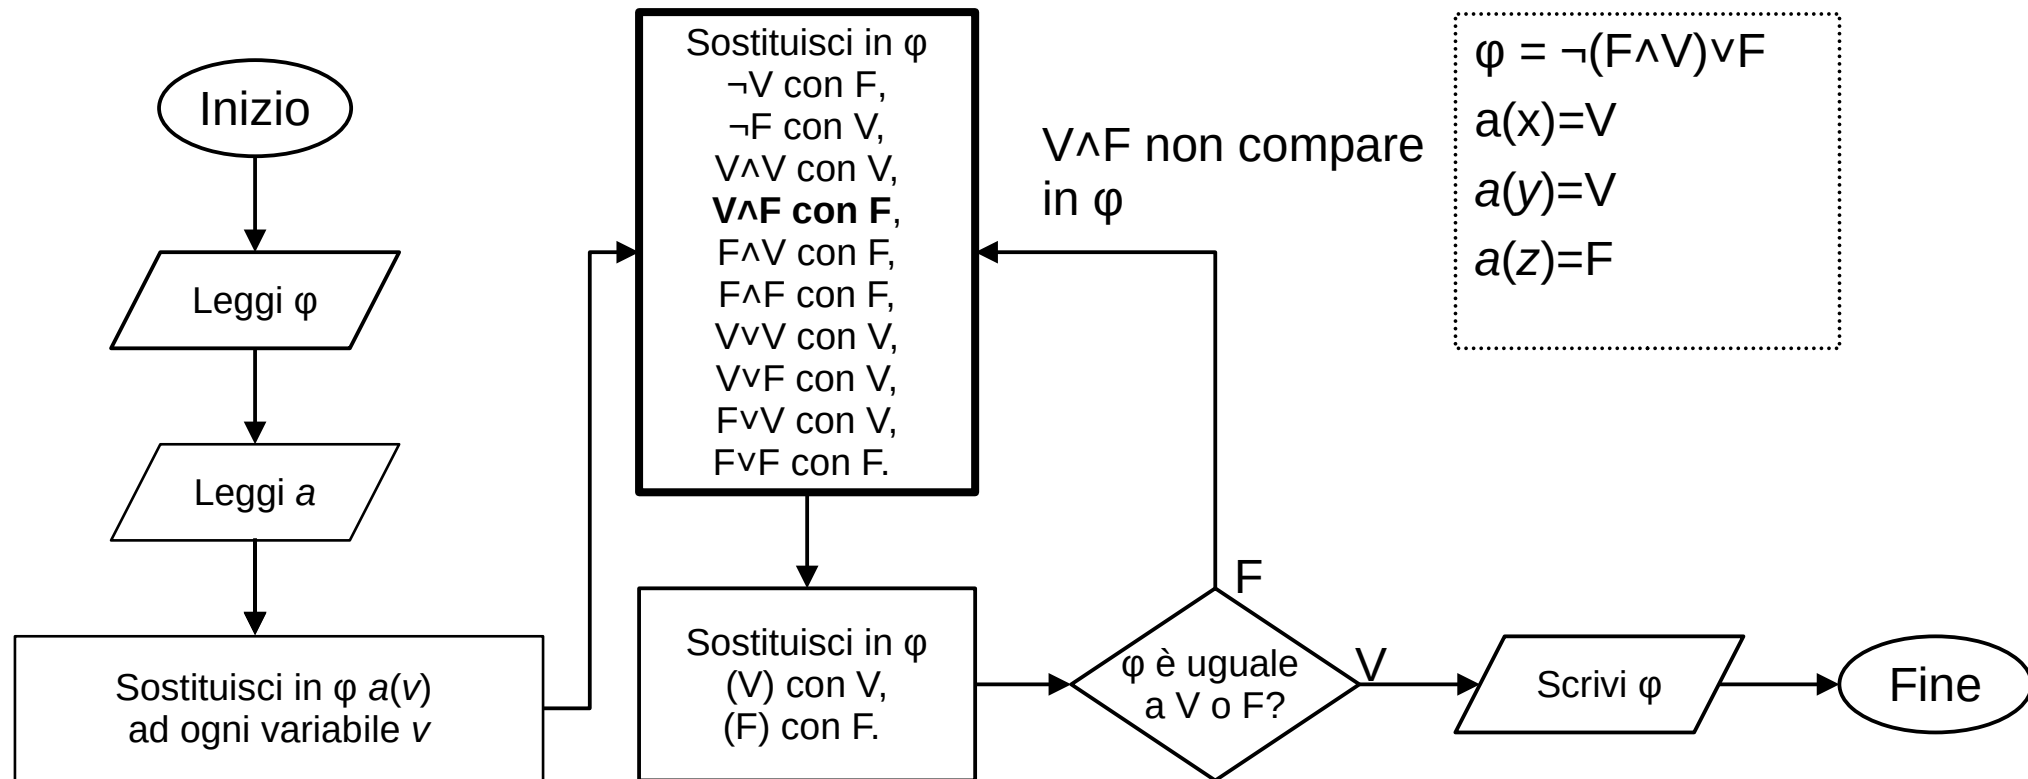 Inizio
Leggi φ
Leggi a
Sostituisci in φ a(v)
ad ogni variabile v
Sostituisci in φ
¬V con F,
¬F con V,
V∧V con V,
V∧F con F,
F∧V con F,
F∧F con F,
V∨V con V,
V∨F con V,
F∨V con V,
F∨F con F.
Sostituisci in φ
(V) con V,
(F) con F.
V∧F non compare
in φ
F
φ è uguale
a V o F?
V
Scrivi φ
Fine
φ = ¬(F∧V)∨F
a(x)=V
a(y)=V
a(z)=F